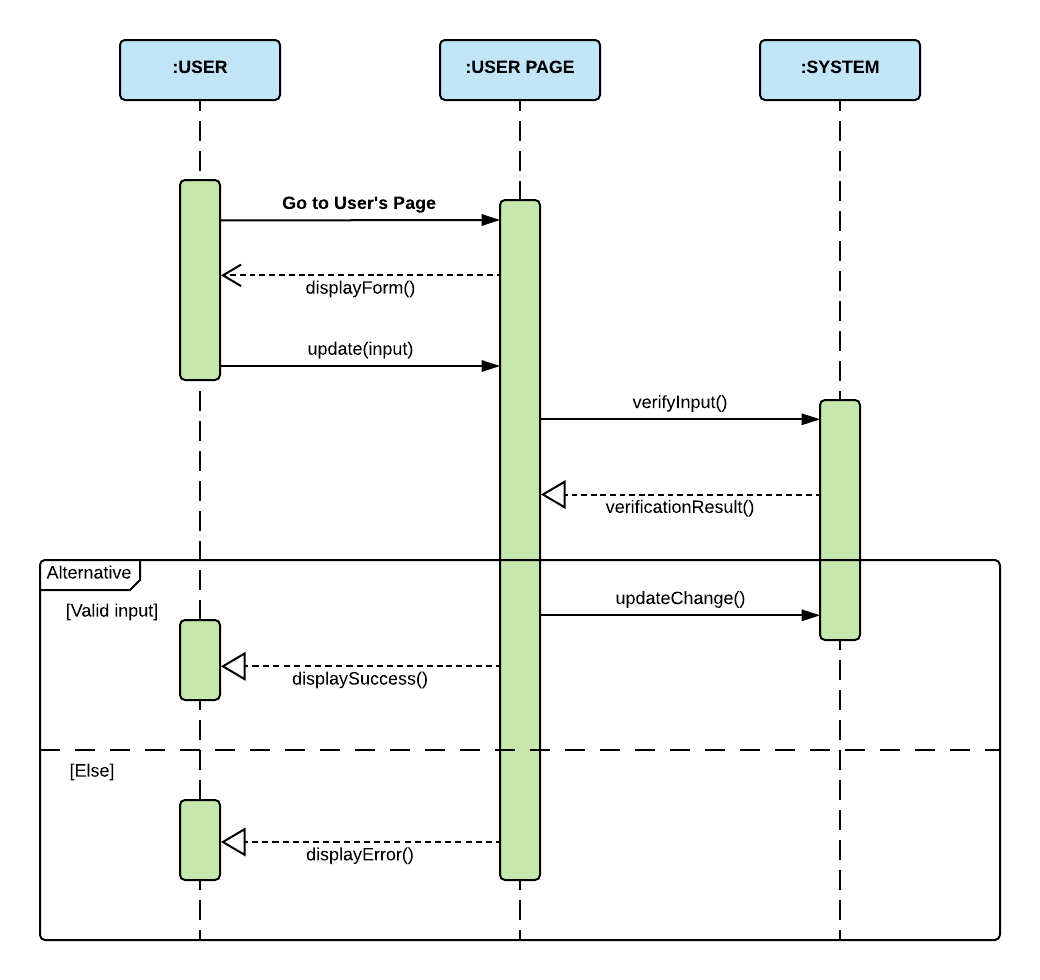 :USER
:USER PAGE
:SYSTEM
Go to User's Page
displayForm()
update(input)
verifyInput()
verificationResult()
Alternative
updateChange()
[Valid input]
displaySuccess()
[Else]
displayError()